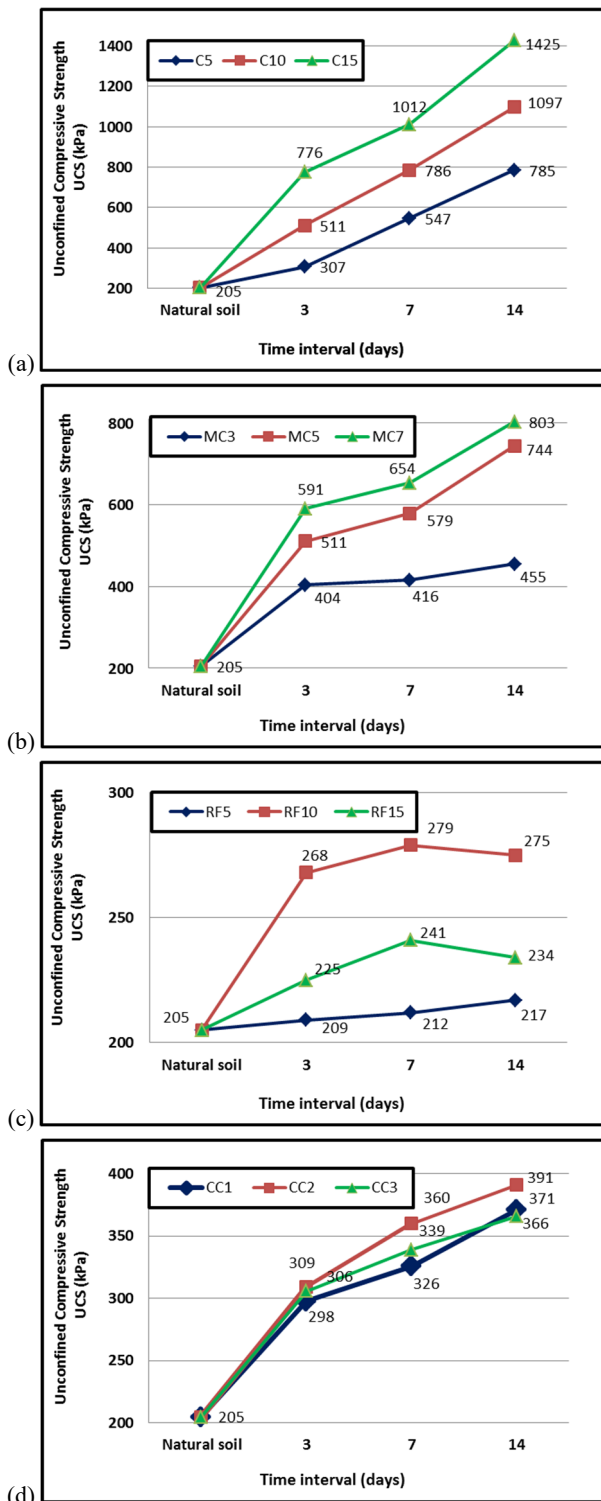 1400
1200
1000
800
600
400
200
Unconfined Compressive Strength
UCS (kPa)
C5 C10 C15
1425
1097
785
1012
786
547
776
511
307
205
Natural soil 3 7 14
Time interval (days)
(a)
800
600
400
200
Unconfined Compressive Strength
UCS (kPa)
MC3 MC5 MC7
803
744
455
654
579
416
591
511
404
205
Natural soil 3 7 14
Time interval (days)
(b)
300
250
200
Unconfined Compressive Strength
UCS (kPa)
RF5 RF10 RF15
279
275
268
241
234
225
217
212
209
205
Natural soil 3 7 14
Time interval (days)
(c)
400
350
300
250
200
Unconfined Compressive Strength
UCS (kPa)
CC1 CC2 CC3
391
371
366
360
339
326
309
306
298
205
Natural soil 3 7 14
Time interval (days)
(d)